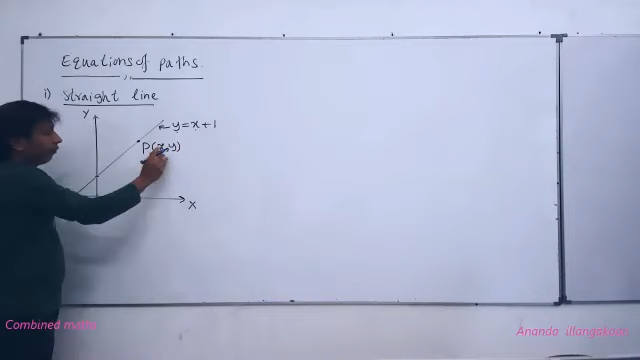 Equations of paths.
i) straight line
Y
y=x+1
P(x,y)
X
Combined maths
Ananda illangakoon